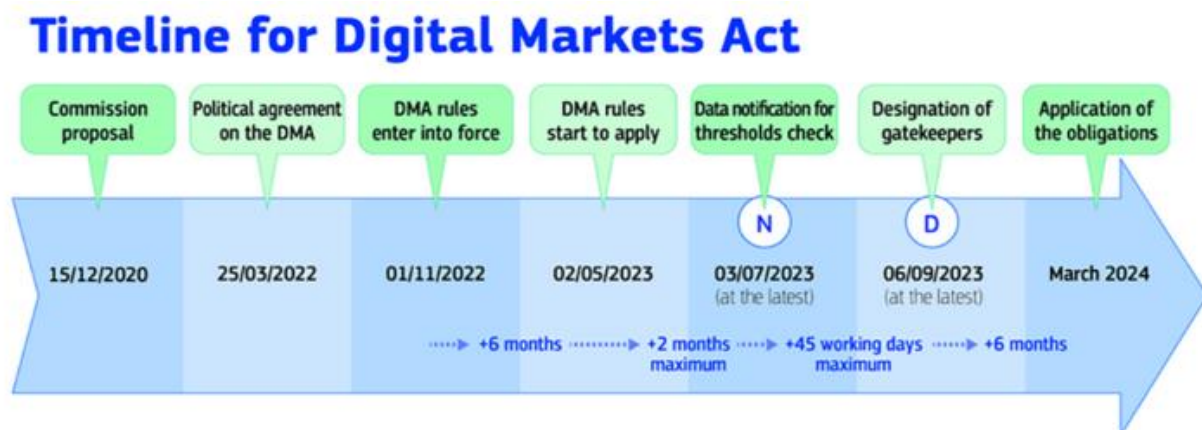 Timeline for Digital Markets Act
Commission
proposal
Political agreement
on the DMA
DMA rules
enter into force
DMA rules
start to apply
Data notification for
thresholds check
Designation of
gatekeepers
Application of
the obligations
N
D
15/12/2020
25/03/2022
01/11/2022
02/05/2023
03/07/2023
(at the latest)
06/09/2023
(at the latest)
March 2024
+6 months
+2 months
maximum
+45 working days
maximum
+6 months